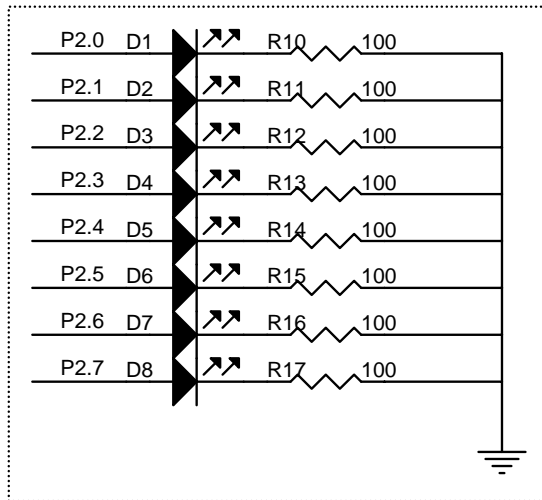 P2.0 D1 R10 100
P2.1 D2 R11 100
P2.2 D3 R12 100
P2.3 D4 R13 100
P2.4 D5 R14 100
P2.5 D6 R15 100
P2.6 D7 R16 100
P2.7 D8 R17 100